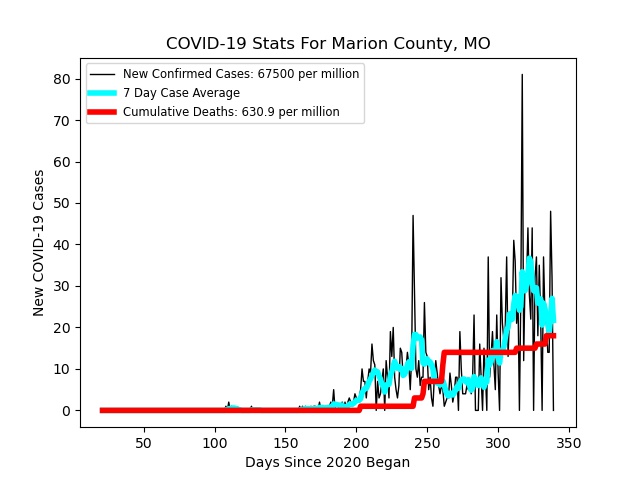 COVID-19 Stats For Marion County, MO
New Confirmed Cases: 67500 per million
7 Day Case Average
Cumulative Deaths: 630.9 per million
New COVID-19 Cases
80
70
60
50
40
30
20
10
0
50 100 150 200 250 300 350
Days Since 2020 Began